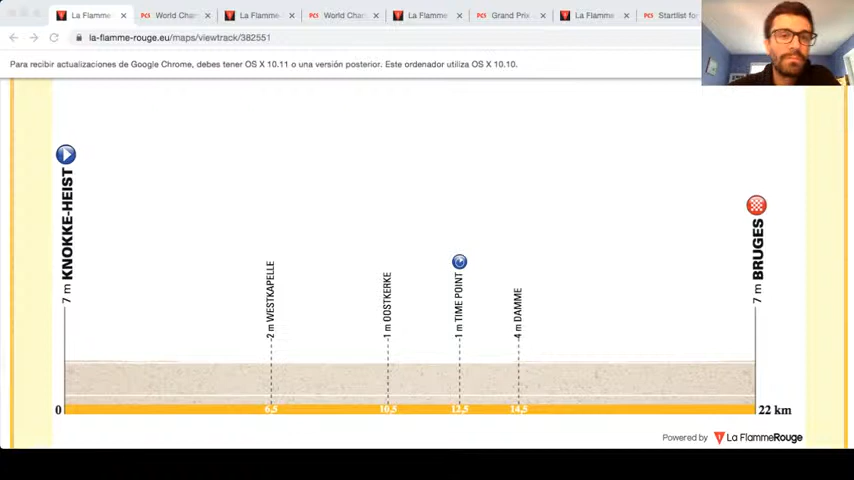 La Flamme
World Cham
La Flamme
World Cham
La Flamme
Grand Prix
La Flamme
Startlist for
la-flamme-rouge.eu/maps/viewtrack/382551
Para recibir actualizaciones de Google Chrome, debes tener OS X 10.11 o una versión posterior. Este ordenador utiliza OS X 10.10.
7 m KNOKKE-HEIST
-2 m WESTKAPELLE
-1 m OOSTKERKE
-1 m TIME POINT
-4 m DAMME
7 m BRUGES
0
6,5
10,5
12,5
14,5
22 km
Powered by La FlammeRouge